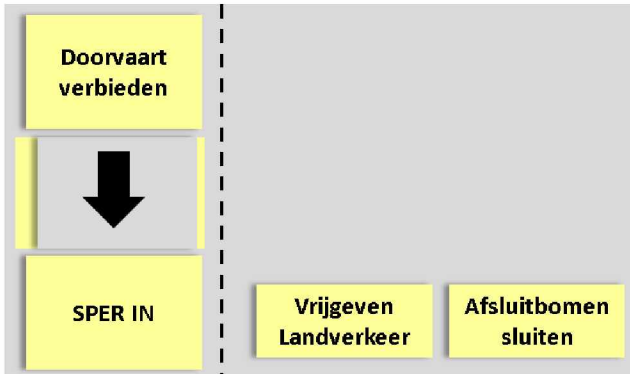 Doorvaart
verbieden
SPER IN
Vrijgeven
Landverkeer
Afsluitbomen
sluiten